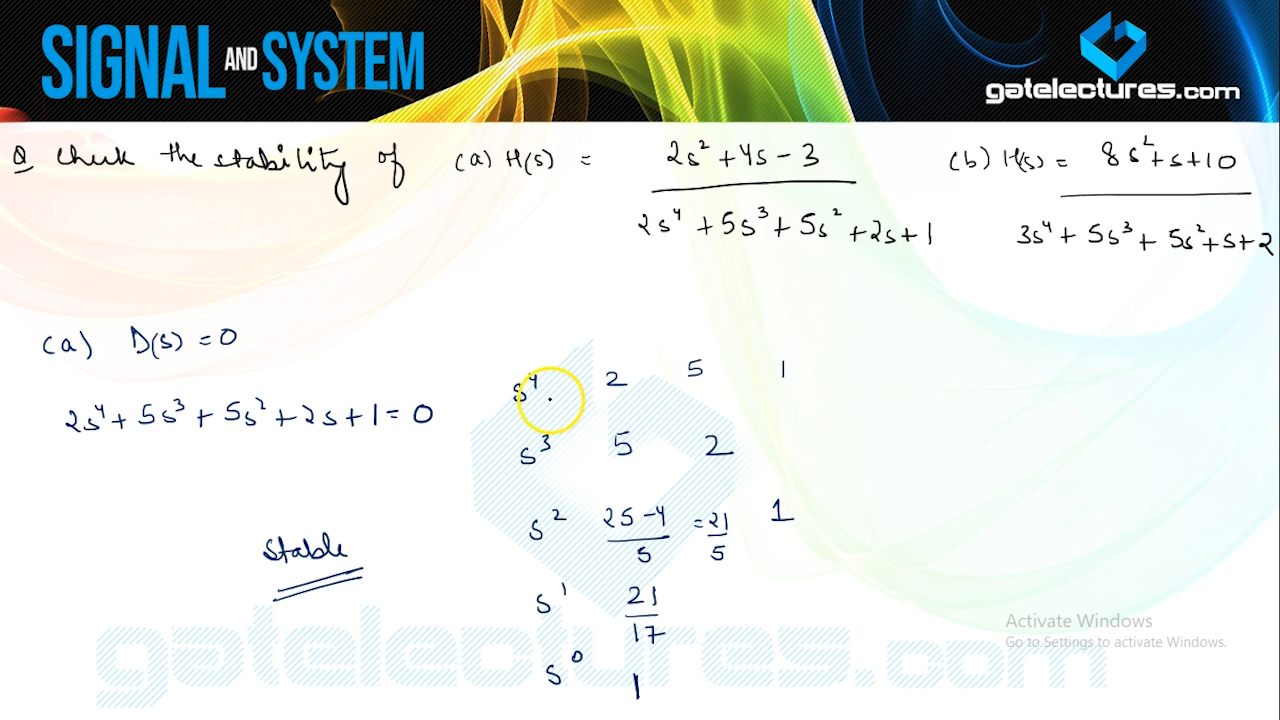 SIGNAL AND SYSTEM
gatelectures.com
Q Check the stability of (a) H(s) = 2s² + 4s - 3 / 2s⁴ + 5s³ + 5s² + 2s + 1 (b) H(s) = 8s² + s + 10 / 3s⁴ + 5s³ + 5s² + s + 2
(a) D(s) = 0
2s⁴ + 5s³ + 5s² + 2s + 1 = 0
Stable
s⁴ 2 5 1
s³ 5 2
s² 25 - 4 / 5 = 21 / 5 1
s¹ 21 / 17
s⁰ 1
Activate Windows
Go to Settings to activate Windows.
gatelectures.com